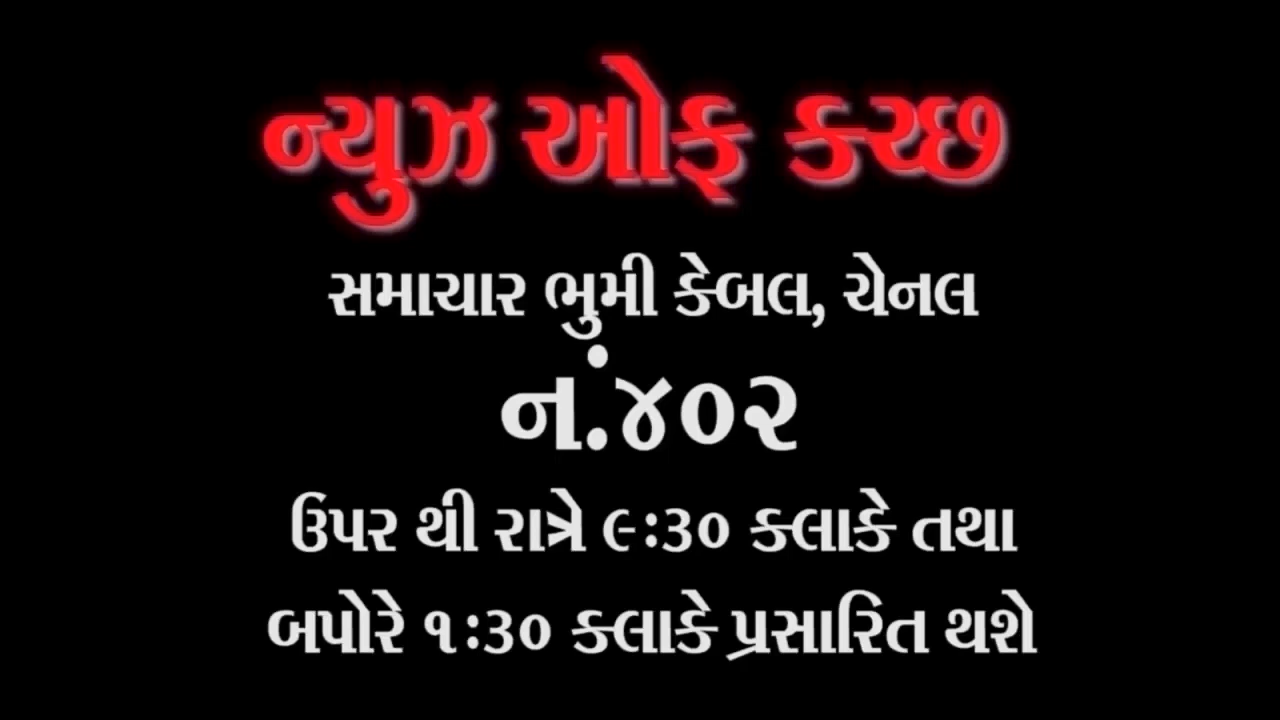 ન્યુઝ ઓફ કચ્છ
સમાચાર ભુમી કેબલ, ચેનલ
નં.૪૦૨
ઉપર થી રાત્રે ૯:૩૦ કલાકે તથા
બપોરે ૧:૩૦ કલાકે પ્રસારિત થશે